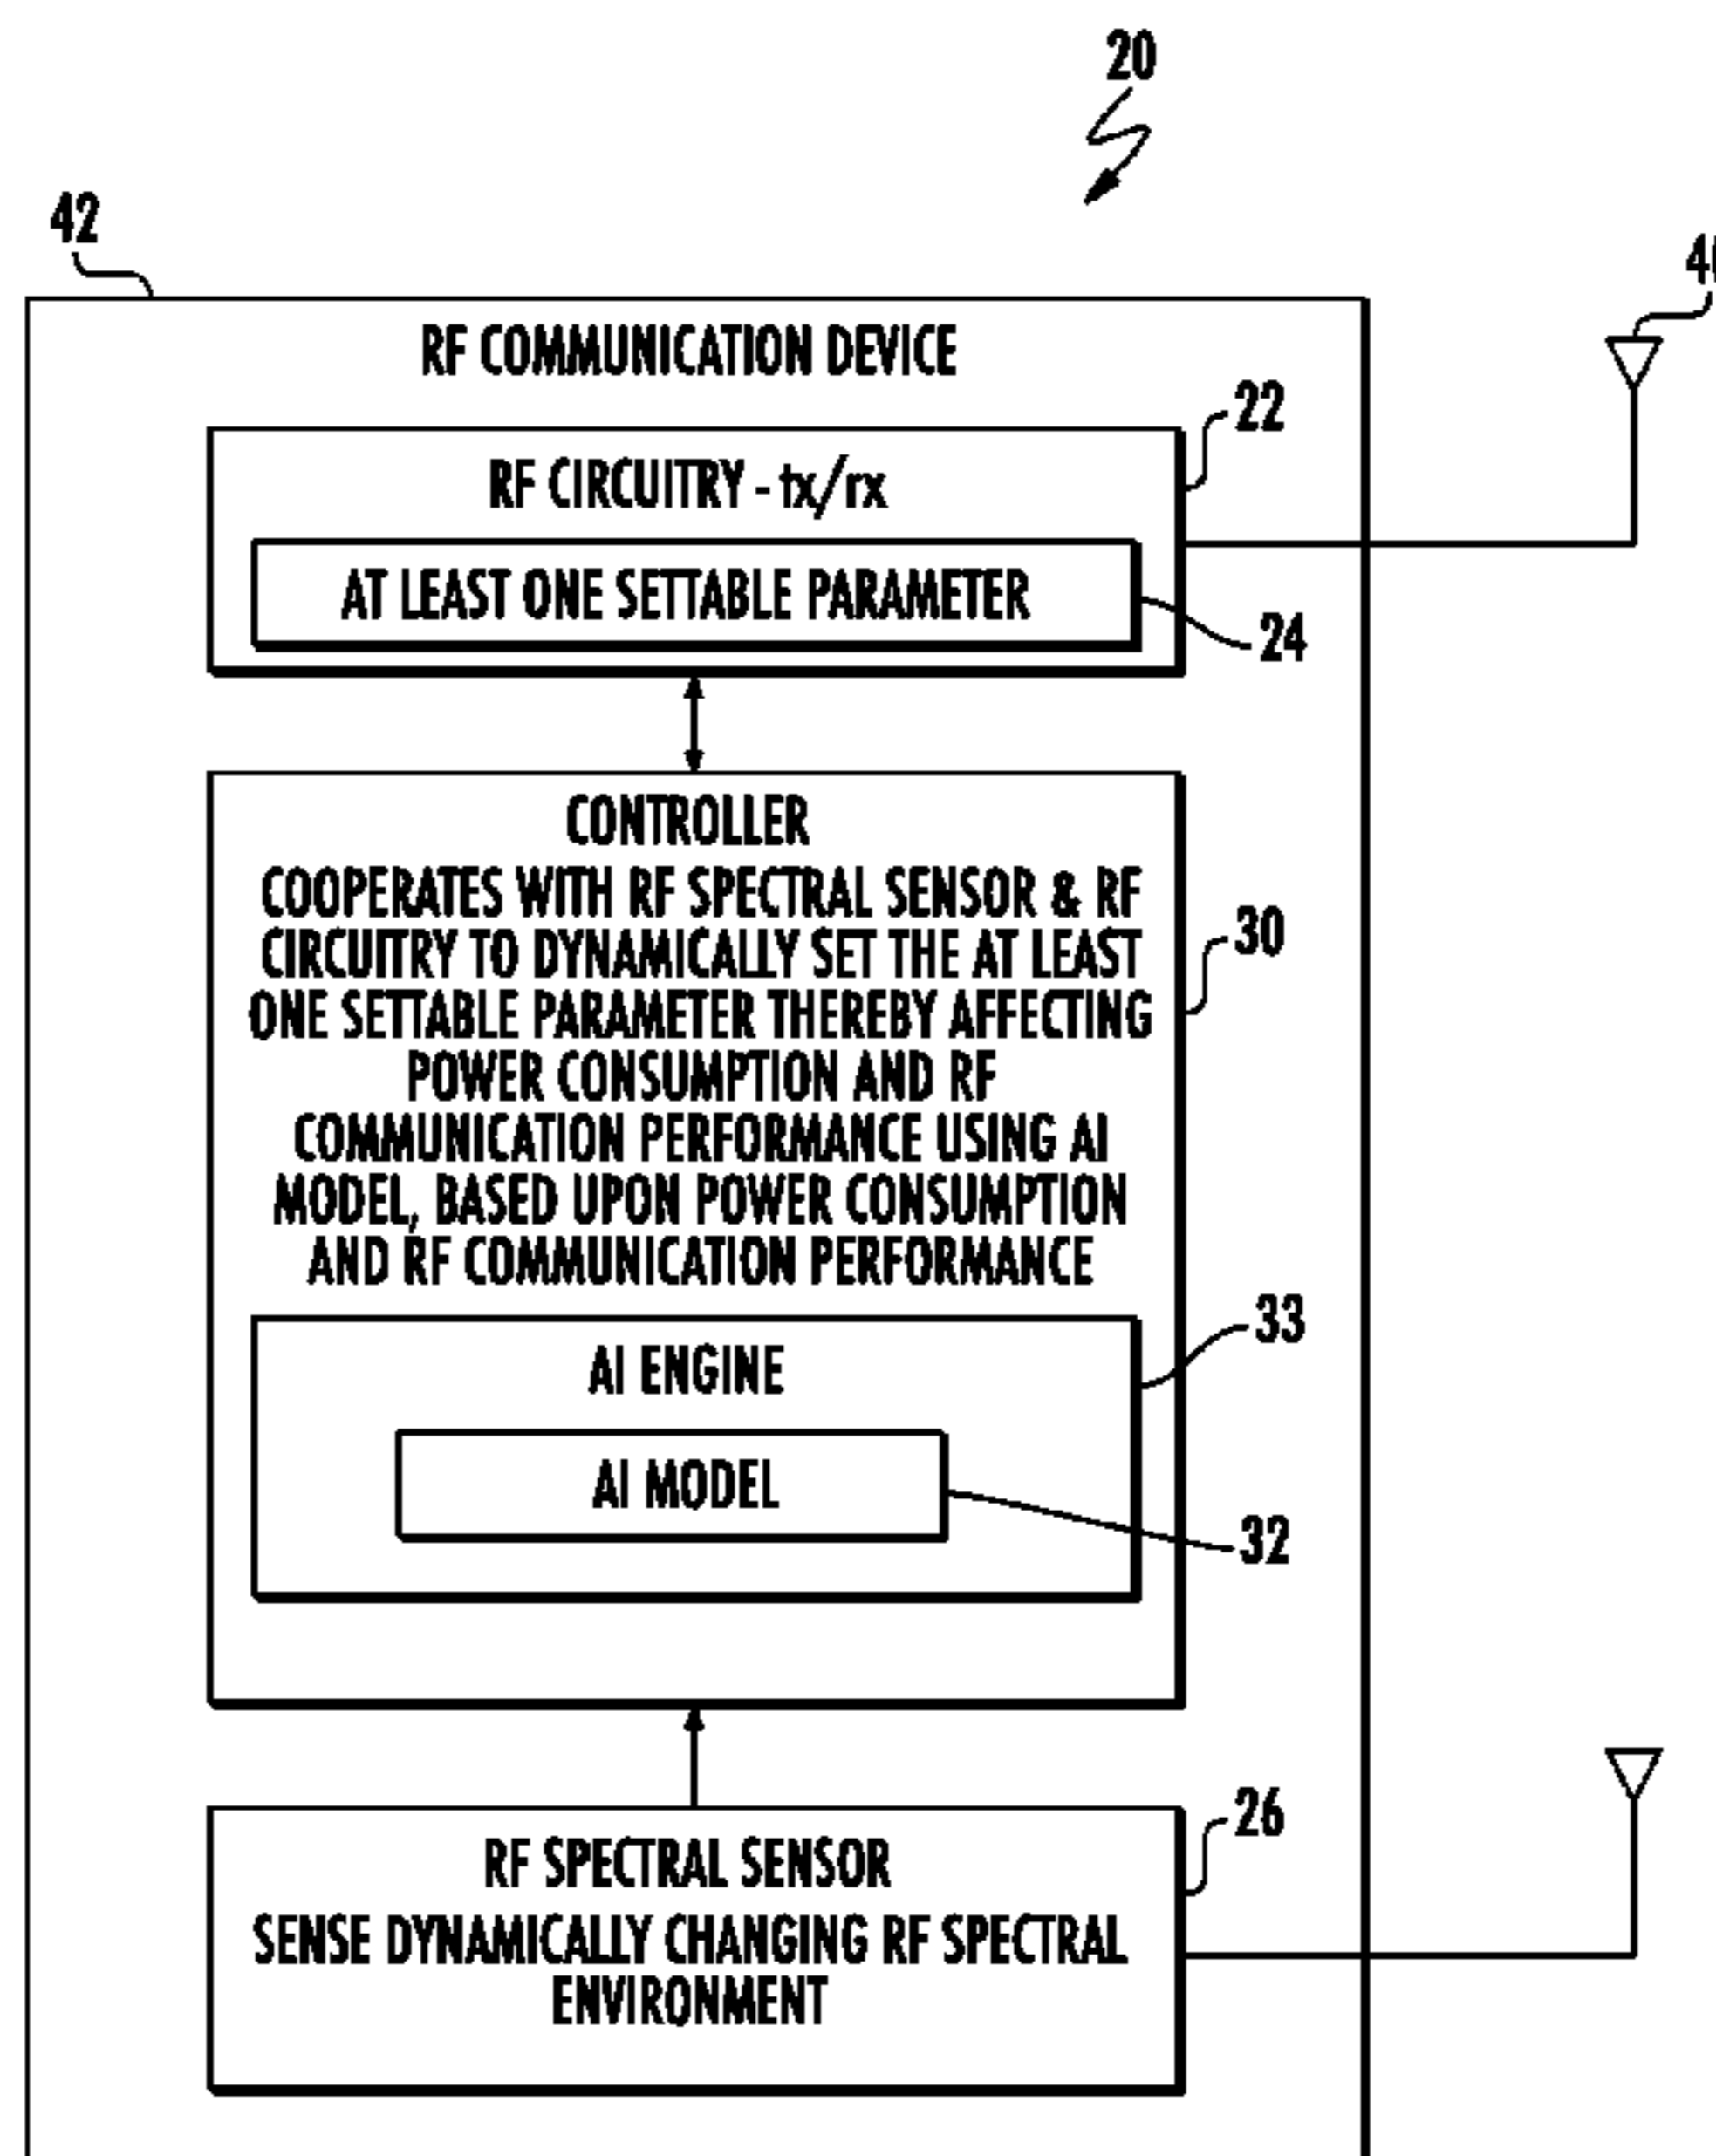 20
42
RF COMMUNICATION DEVICE
22
RF CIRCUITRY - tx/rx
AT LEAST ONE SETTABLE PARAMETER
24
CONTROLLER
COOPERATES WITH RF SPECTRAL SENSOR & RF
CIRCUITRY TO DYNAMICALLY SET THE AT LEAST
ONE SETTABLE PARAMETER THEREBY AFFECTING
POWER CONSUMPTION AND RF
COMMUNICATION PERFORMANCE USING AI
MODEL, BASED UPON POWER CONSUMPTION
AND RF COMMUNICATION PERFORMANCE
30
33
AI ENGINE
AI MODEL
32
26
RF SPECTRAL SENSOR
SENSE DYNAMICALLY CHANGING RF SPECTRAL
ENVIRONMENT